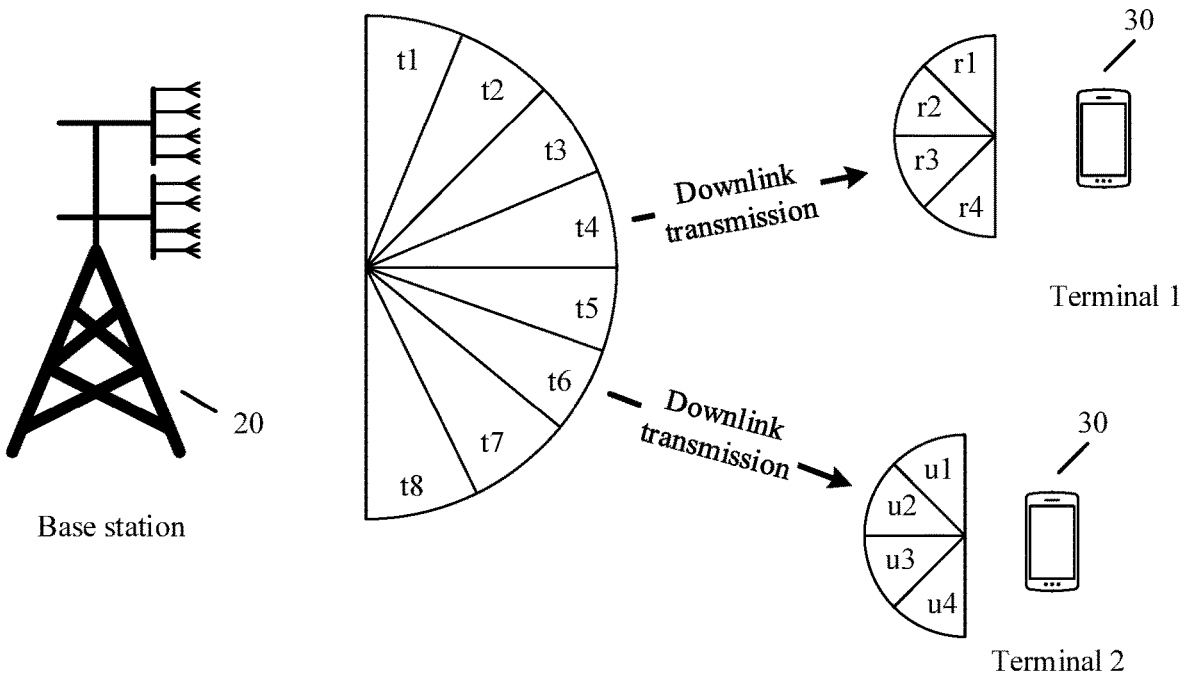 t1
t2
t3
t4
t5
t6
t7
t8
Base station
20
Downlink
transmission
Downlink
transmission
30
r1
r2
r3
r4
Terminal 1
30
u1
u2
u3
u4
Terminal 2